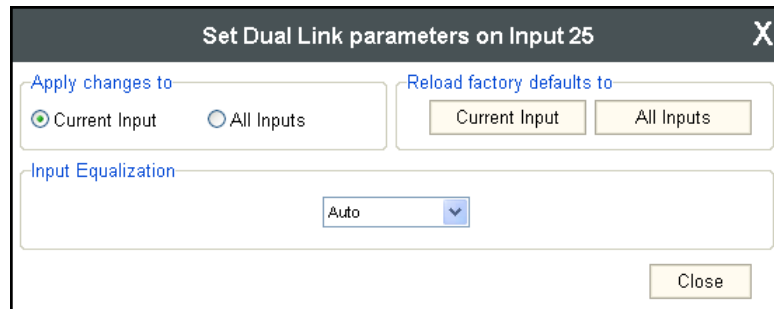 Set Dual Link parameters on Input 25
X
Apply changes to
Current Input
All Inputs
Reload factory defaults to
Current Input
All Inputs
Input Equalization
Auto
Close